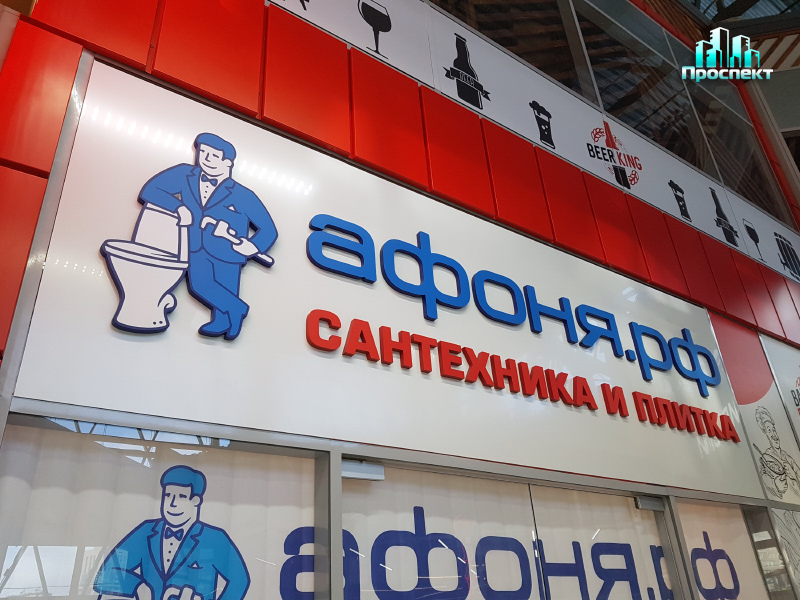 Проспект
BEER KING
афоня.рф
САНТЕХНИКА И ПЛИТКА
афоня.рф